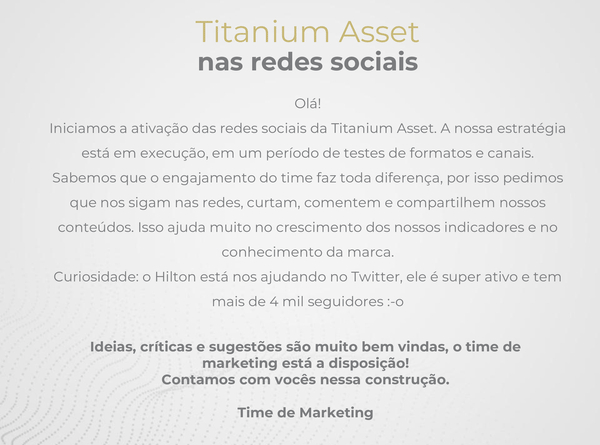 Titanium Asset
nas redes sociais
Olá!
Iniciamos a ativação das redes sociais da Titanium Asset. A nossa estratégia
está em execução, em um período de testes de formatos e canais.
Sabemos que o engajamento do time faz toda diferença, por isso pedimos
que nos sigam nas redes, curtam, comentem e compartilhem nossos
conteúdos. Isso ajuda muito no crescimento dos nossos indicadores e no
conhecimento da marca.
Curiosidade: o Hilton está nos ajudando no Twitter, ele é super ativo e tem
mais de 4 mil seguidores :-o
Ideias, críticas e sugestões são muito bem vindas, o time de
marketing está a disposição!
Contamos com vocês nessa construção.
Time de Marketing